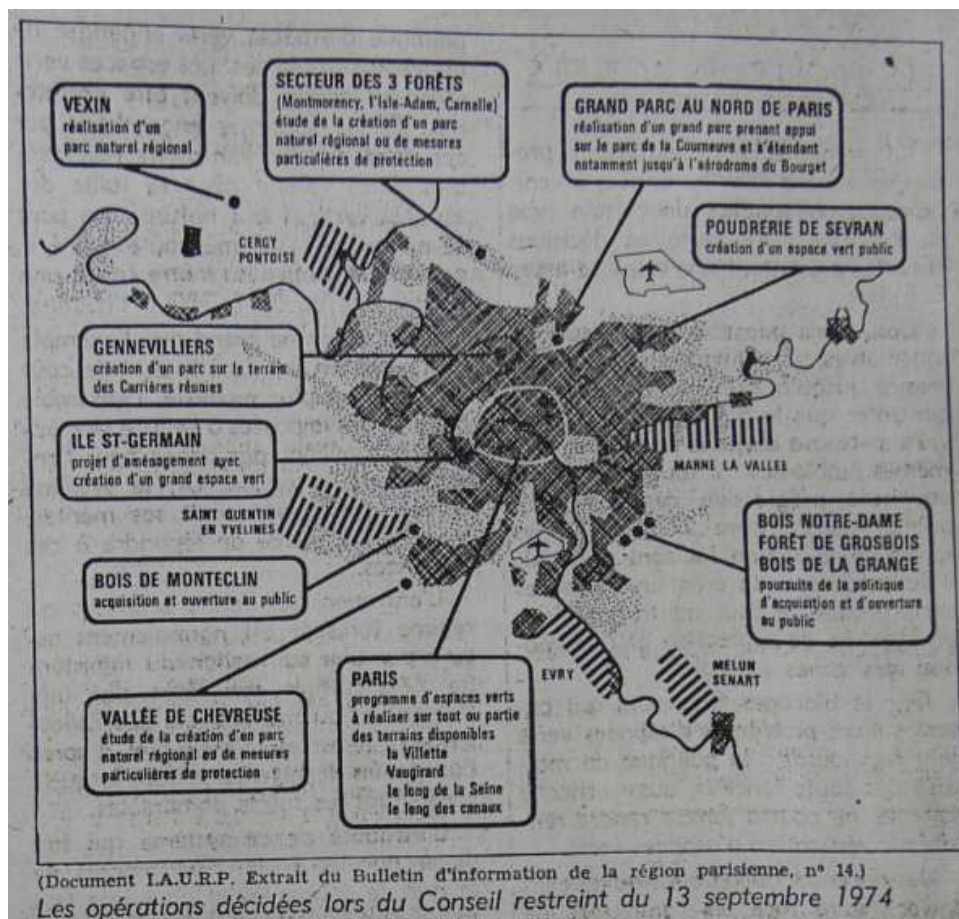 VEXIN
réalisation d'un
parc naturel régional
SECTEUR DES 3 FORÊTS
(Montmorency, l'Isle-Adam, Carnelle)
étude de la création d'un parc
naturel régional ou de mesures
particulières de protection
GRAND PARC AU NORD DE PARIS
réalisation d'un grand parc prenant appui
sur le parc de la Courneuve et s'étendant
notamment jusqu'à l'aérodrome du Bourget
POUDRERIE DE SEVRAN
création d'un espace vert public
CERGY
PONTOISE
GENNEVILLIERS
création d'un parc sur le terrain
des Carrières réunies
ILE ST-GERMAIN
projet d'aménagement avec
création d'un grand espace vert
MARNE LA VALLEE
SAINT QUENTIN
EN YVELINES
BOIS NOTRE-DAME
FORÊT DE GROSBOIS
BOIS DE LA GRANGE
poursuite de la politique
d'acquisition et d'ouverture
au public
BOIS DE MONTECLIN
acquisition et ouverture au public
EVRY
MELUN
SENART
VALLÉE DE CHEVREUSE
étude de la création d'un parc
naturel régional ou de mesures
particulières de protection
PARIS
programme d'espaces verts
à réaliser sur tout ou partie
des terrains disponibles
la Villette
Vaugirard
le long de la Seine
le long des canaux
(Document I.A.U.R.P. Extrait du Bulletin d'information de la région parisienne, n° 14.)
Les opérations décidées lors du Conseil restreint du 13 septembre 1974